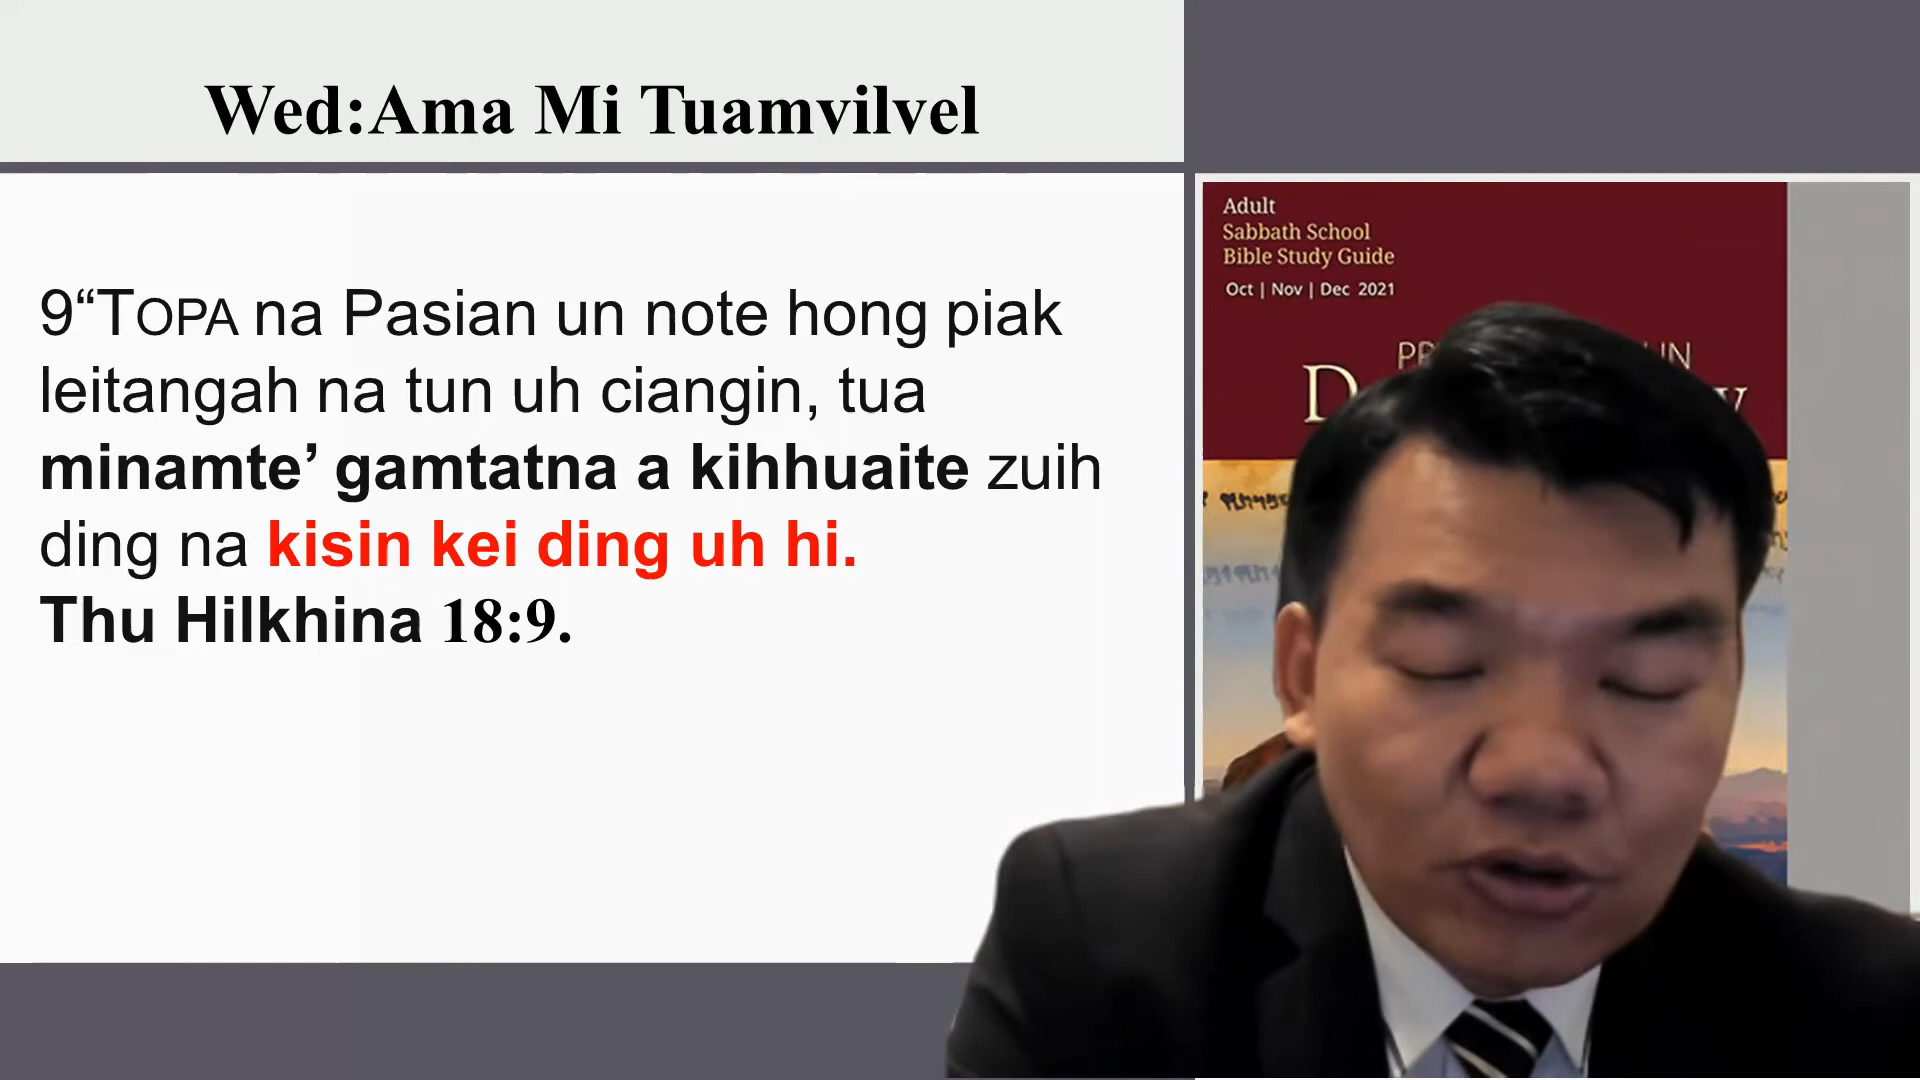 Wed:Ama Mi Tuamvilvel
9“TOPA na Pasian un note hong piak
leitangah na tun uh ciangin, tua
minamte’ gamtatna a kihhuaite zuih
ding na kisin kei ding uh hi.
Thu Hilkhina 18:9.
Adult
Sabbath School
Bible Study Guide
Oct | Nov | Dec 2021